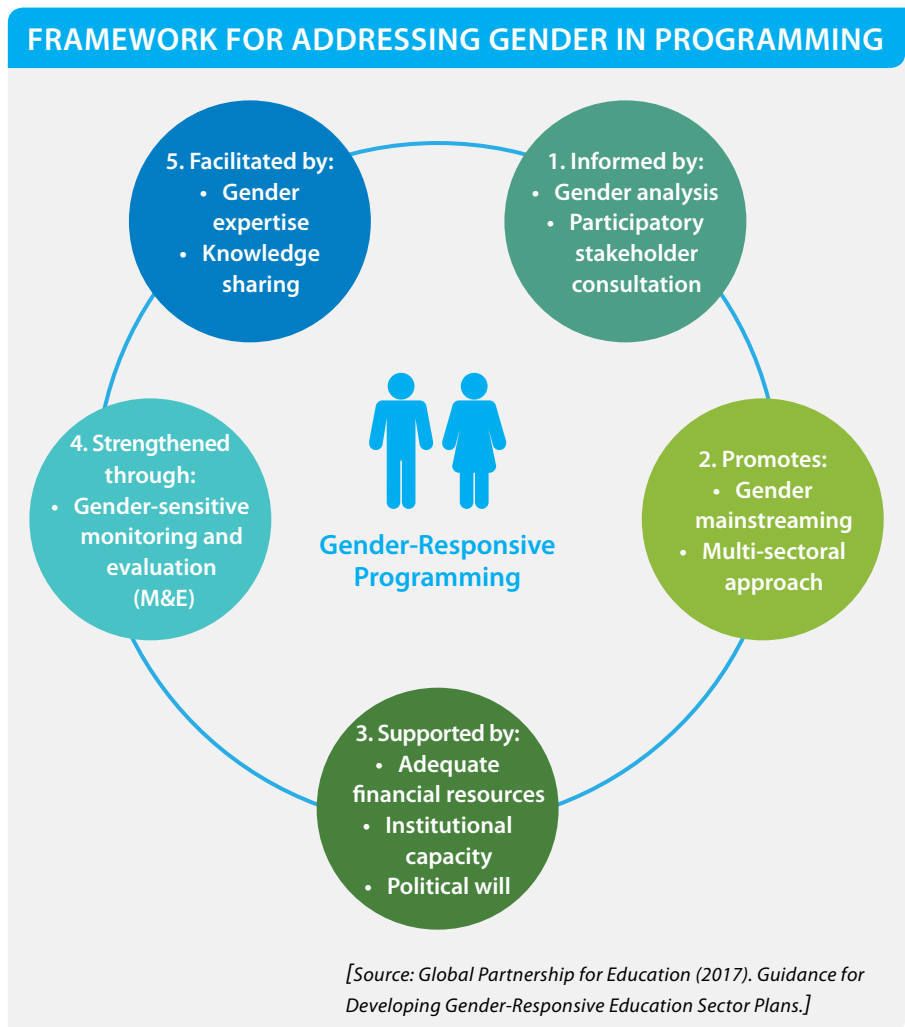 FRAMEWORK FOR ADDRESSING GENDER IN PROGRAMMING
1. Informed by:
• Gender analysis
• Participatory
stakeholder
consultation
2. Promotes:
• Gender
mainstreaming
• Multi-sectoral
approach
3. Supported by:
• Adequate
financial resources
• Institutional
capacity
• Political will
4. Strengthened
through:
• Gender-sensitive
monitoring and
evaluation
(M&E)
5. Facilitated by:
• Gender
expertise
• Knowledge
sharing
Gender-Responsive
Programming
[Source: Global Partnership for Education (2017). Guidance for
Developing Gender-Responsive Education Sector Plans.]